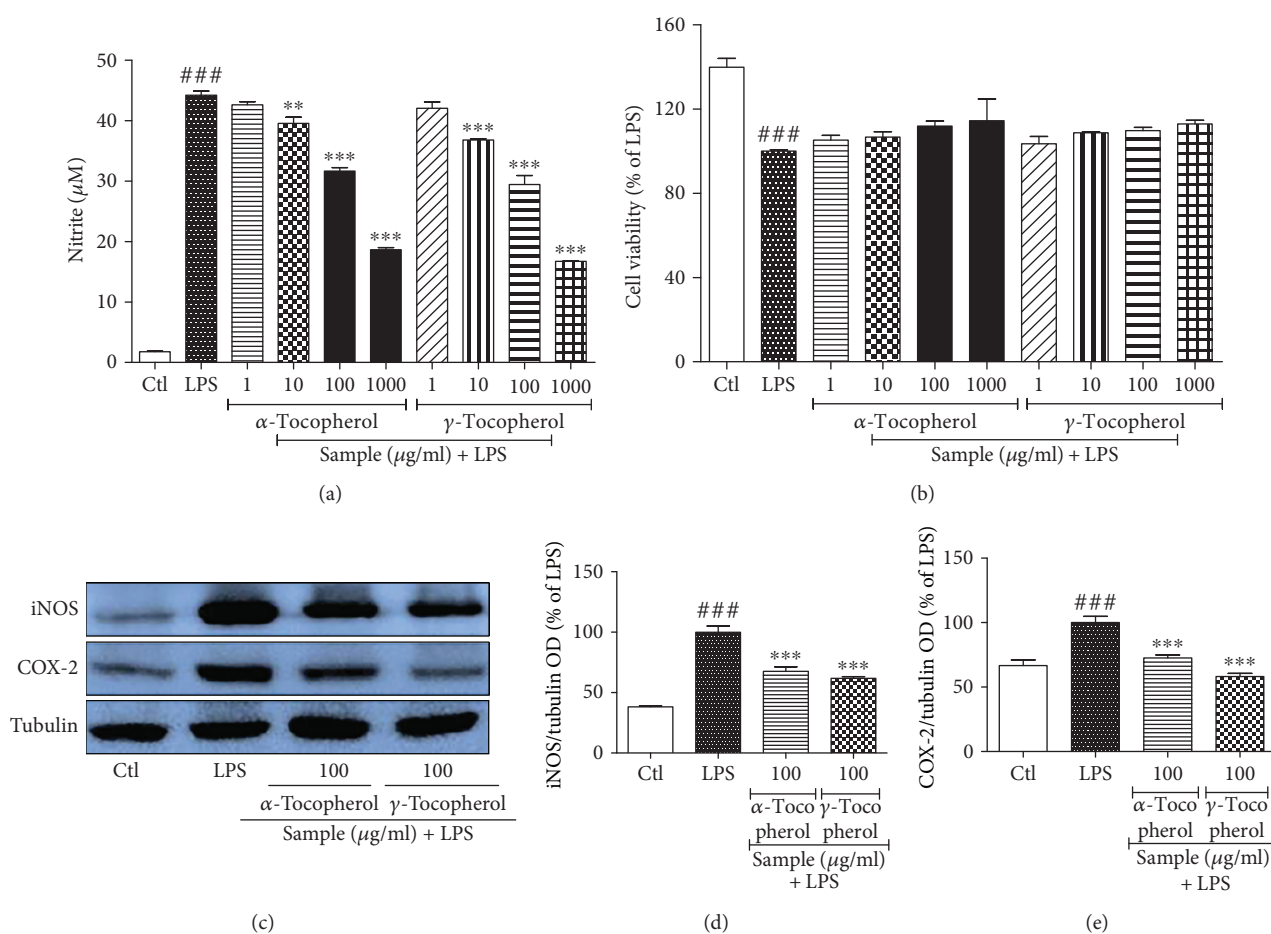 50
40
30
20
10
0
Nitrite (μM)
###
**
***
***
***
***
***
Ctl LPS 1 10 100 1000 1 10 100 1000
α-Tocopherol γ-Tocopherol
Sample (μg/ml) + LPS
(a)
160
120
80
40
0
Cell viability (% of LPS)
###
Ctl LPS 1 10 100 1000 1 10 100 1000
α-Tocopherol γ-Tocopherol
Sample (μg/ml) + LPS
(b)
iNOS
COX-2
Tubulin
Ctl LPS 100 100
α-Tocopherol γ-Tocopherol
Sample (μg/ml) + LPS
(c)
150
100
50
0
iNOS/tubulin OD (% of LPS)
###
***
***
Ctl LPS 100 100
α-Toco γ-Toco
pherol pherol
Sample (μg/ml)
+ LPS
(d)
150
100
50
0
COX-2/tubulin OD (% of LPS)
###
***
***
Ctl LPS 100 100
α-Toco γ-Toco
pherol pherol
Sample (μg/ml)
+ LPS
(e)